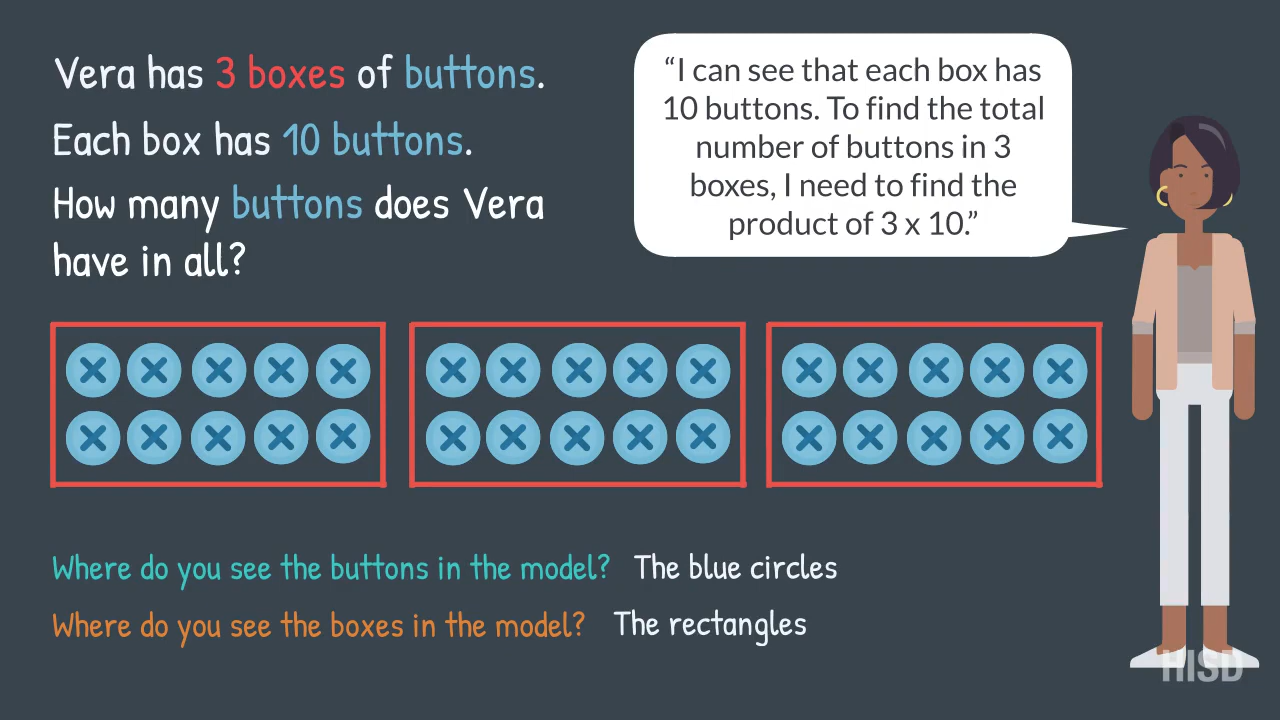 Vera has 3 boxes of buttons.
Each box has 10 buttons.
How many buttons does Vera
have in all?
“I can see that each box has
10 buttons. To find the total
number of buttons in 3
boxes, I need to find the
product of 3 x 10.”
Where do you see the buttons in the model? The blue circles
Where do you see the boxes in the model? The rectangles
HISD